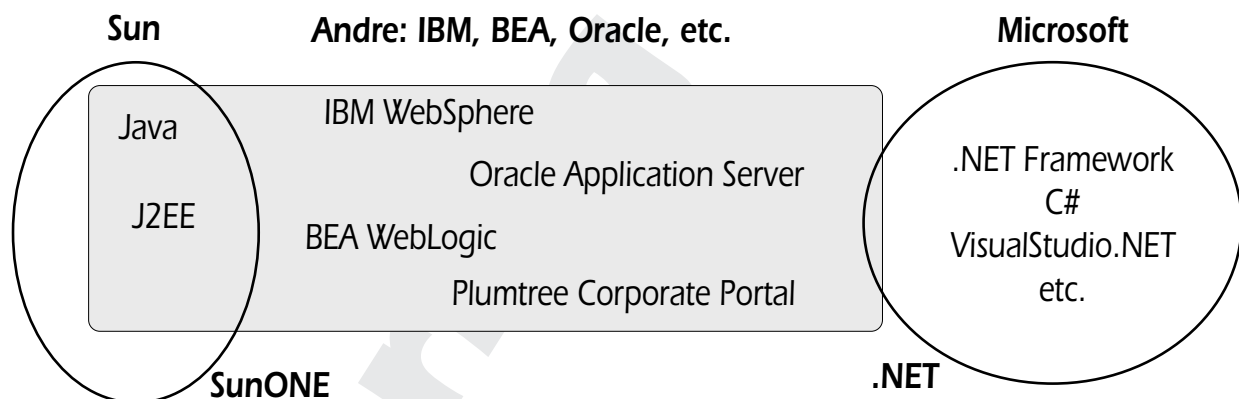 Sun
Andre: IBM, BEA, Oracle, etc.
Microsoft
Java
IBM WebSphere
Oracle Application Server
J2EE
BEA WebLogic
Plumtree Corporate Portal
.NET Framework
C#
VisualStudio.NET
etc.
SunONE
.NET